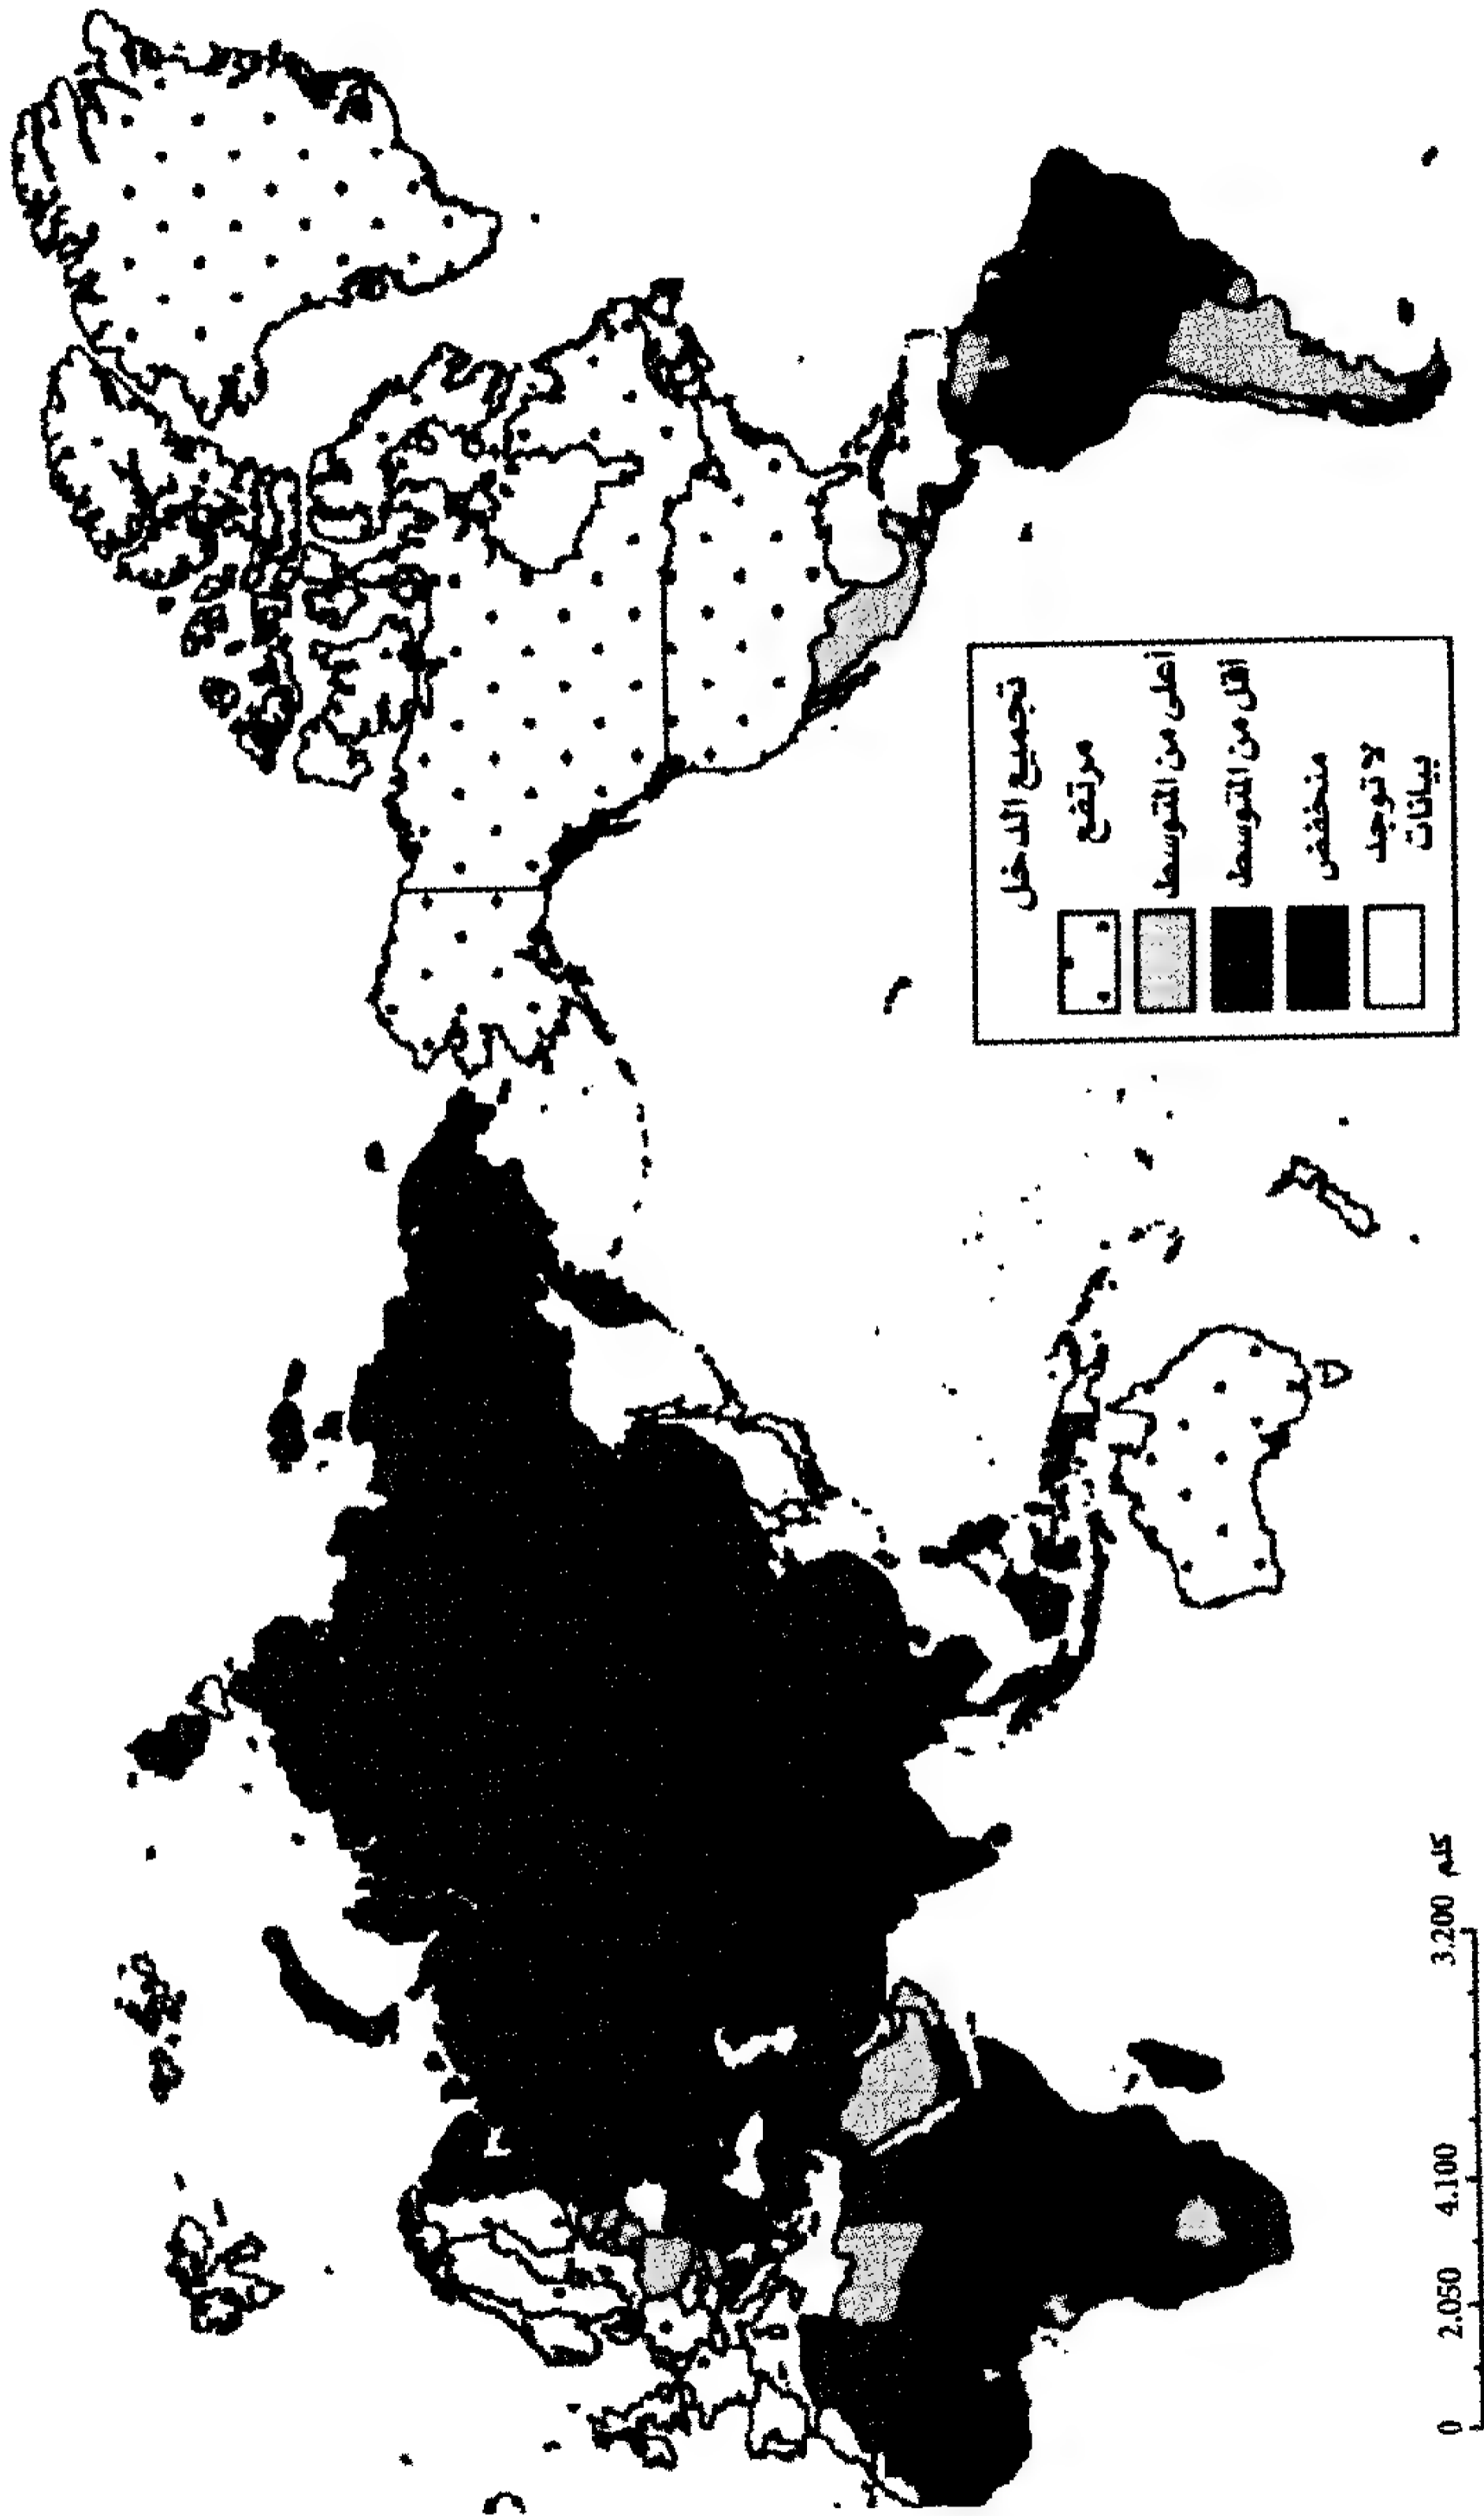 تجميع الدخل
مرتفع
أعلى من المتوسط
أقل من المتوسط
منخفض
لا توجد
بيانات
0 2.050 4.100 3.200 كلم